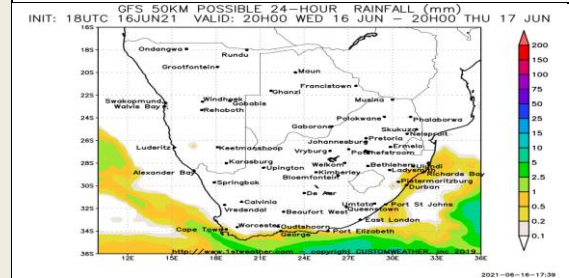 GFS 50KM POSSIBLE 24-HOUR RAINFALL (mm)
INIT: 18UTC 16JUN21 VALID: 20H00 WED 16 JUN - 20H00 THU 17 JUN
16S
Ondangwa Rundu
18S
Grootfontein Maun
20S
Francistown
Ghanzi
22S
Windhoek Gobabis Musina
Swakopmund
Walvis Bay Rehoboth Polokwane Phalaborwa
24S
Gaborone Skukuza
Pretoria Nelspruit
26S
Johannesburg Ermelo
Luderitz Keetmanshoop Vryburg Potchefstroom
Karasburg Welkom Bethlehem Ulundi
28S
Alexander Bay Upington Kimberley Ladysmith Richards Bay
Bloemfontein Pietermaritzburg
Springbok Durban
30S
De Aar
Calvinia Umtata Port St Johns
Vredendal Beaufort West Queenstown
32S
East London
Worcester Oudtshoorn
Cape Town George Port Elizabeth
34S
http://www.1stweather.com - copyright CUSTOMWEATHER, inc 2019
36S
12E 15E 18E 21E 24E 27E 30E 33E 36E
200
150
100
75
50
25
20
15
10
5
2.5
1
0.5
0.2
0.1
2021-06-16-17:39